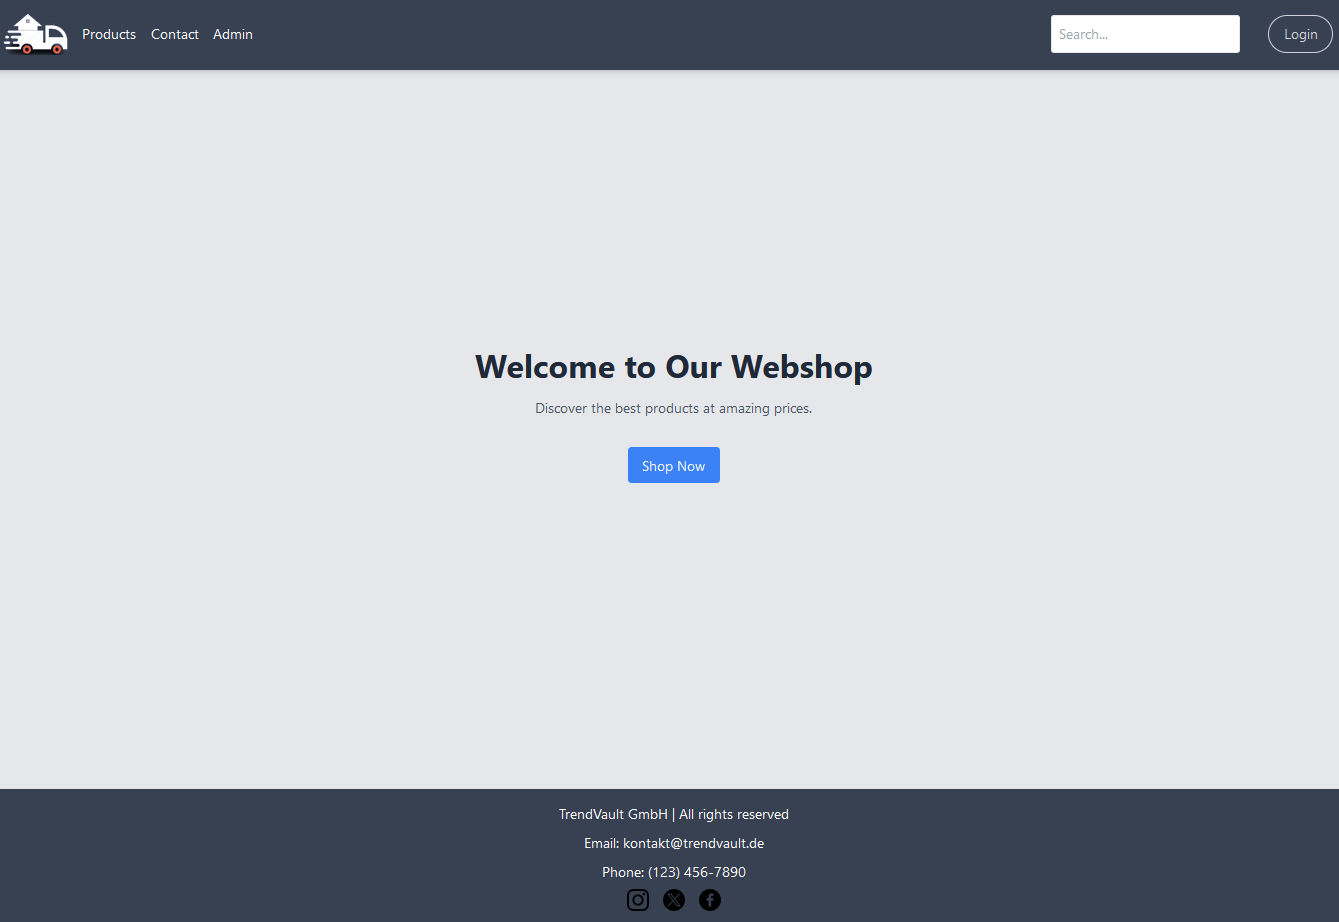 Products Contact Admin Search... Login
Welcome to Our Webshop
Discover the best products at amazing prices.
Shop Now
TrendVault GmbH | All rights reserved
Email: kontakt@trendvault.de
Phone: (123) 456-7890